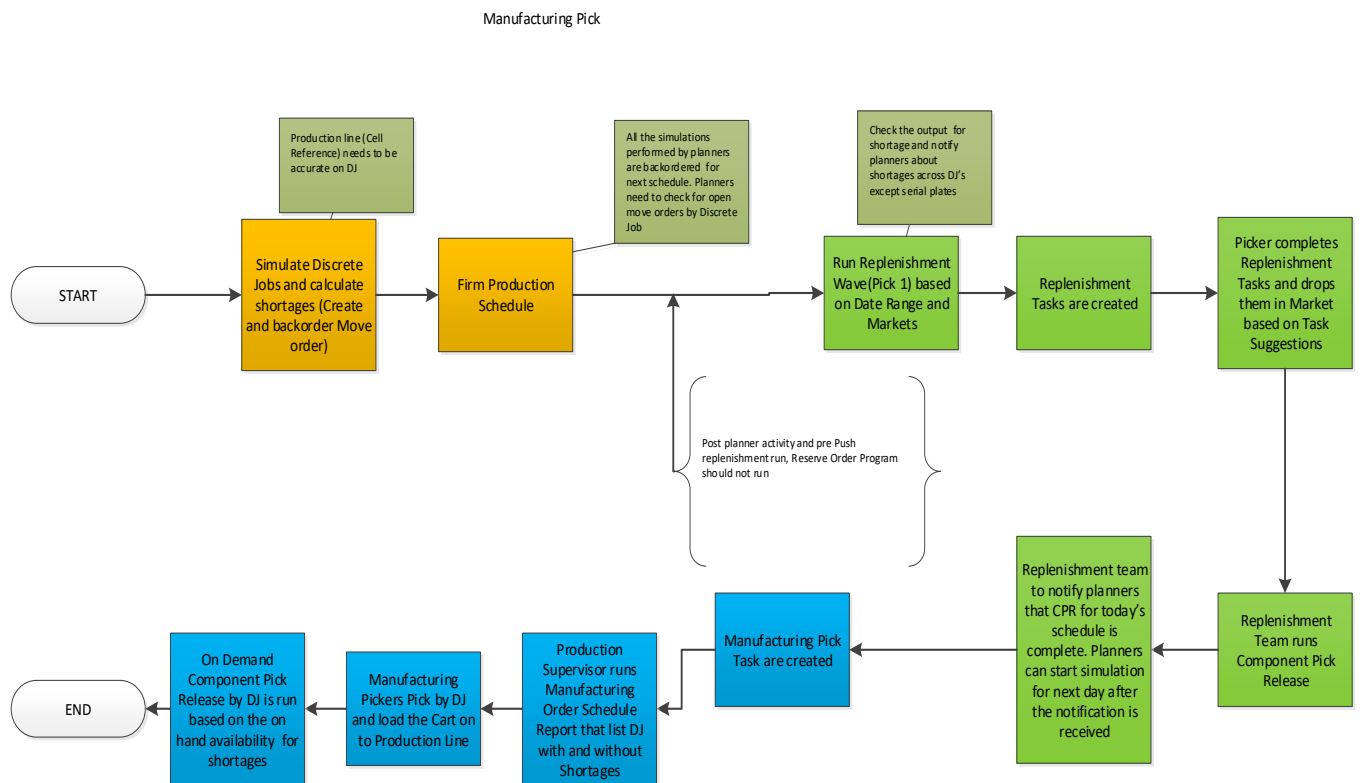 Manufacturing Pick
Production line (Cell
Reference) needs to be
accurate on DJ
All the simulations
performed by planners
are backordered for
next schedule. Planners
need to check for open
move orders by Discrete
Job
Check the output for
shortage and notify
planners about
shortages across DJ's
except serial plates
START
Simulate Discrete
Jobs and calculate
shortages (Create
and backorder Move
order)
Firm Production
Schedule
Run Replenishment
Wave(Pick 1) based
on Date Range and
Markets
Replenishment
Tasks are created
Picker completes
Replenishment
Tasks and drops
them in Market
based on Task
Suggestions
Post planner activity and pre Push
replenishment run, Reserve Order Program
should not run
Replenishment
Team runs
Component Pick
Release
Replenishment team
to notify planners
that CPR for today's
schedule is
complete. Planners
can start simulation
for next day after
the notification is
received
Manufacturing Pick
Task are created
Production
Supervisor runs
Manufacturing
Order Schedule
Report that list DJ
with and without
Shortages
Manufacturing
Pickers Pick by DJ
and load the Cart on
to Production Line
On Demand
Component Pick
Release by DJ is run
based on the on
hand availability for
shortages
END